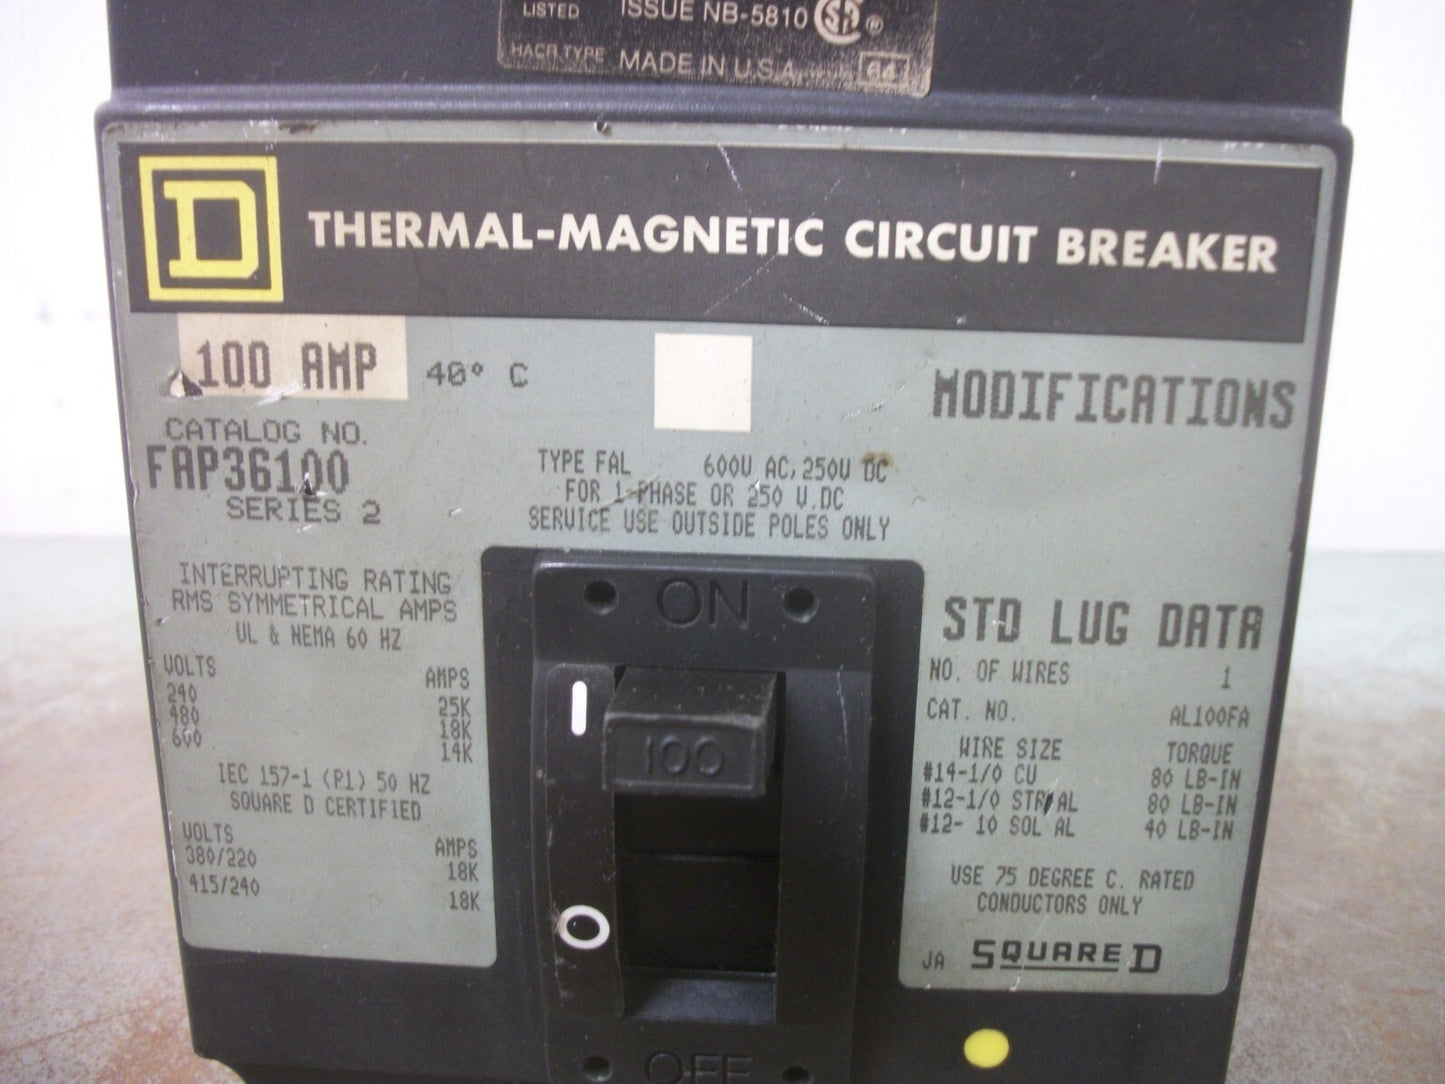 LISTED ISSUE NB-5810 SA ®
HACR TYPE MADE IN U.S.A. 64
D
THERMAL-MAGNETIC CIRCUIT BREAKER
100 AMP 40° C
CATALOG NO.
FAP36100
SERIES 2
TYPE FAL 600V AC, 250V DC
FOR 1-PHASE OR 250 V.DC
SERVICE USE OUTSIDE POLES ONLY
MODIFICATIONS
INTERRUPTING RATING
RMS SYMMETRICAL AMPS
UL & NEMA 60 HZ
VOLTS AMPS
240 25K
480 18K
600 14K
IEC 157-1 (P1) 50 HZ
SQUARE D CERTIFIED
VOLTS AMPS
380/220 18K
415/240 18K
ON
I
100
O
OFF
STD LUG DATA
NO. OF WIRES 1
CAT. NO. AL100FA
WIRE SIZE TORQUE
#14-1/0 CU 80 LB-IN
#12-1/0 STR AL 80 LB-IN
#12- 10 SOL AL 40 LB-IN
USE 75 DEGREE C. RATED
CONDUCTORS ONLY
JA SQUARE D